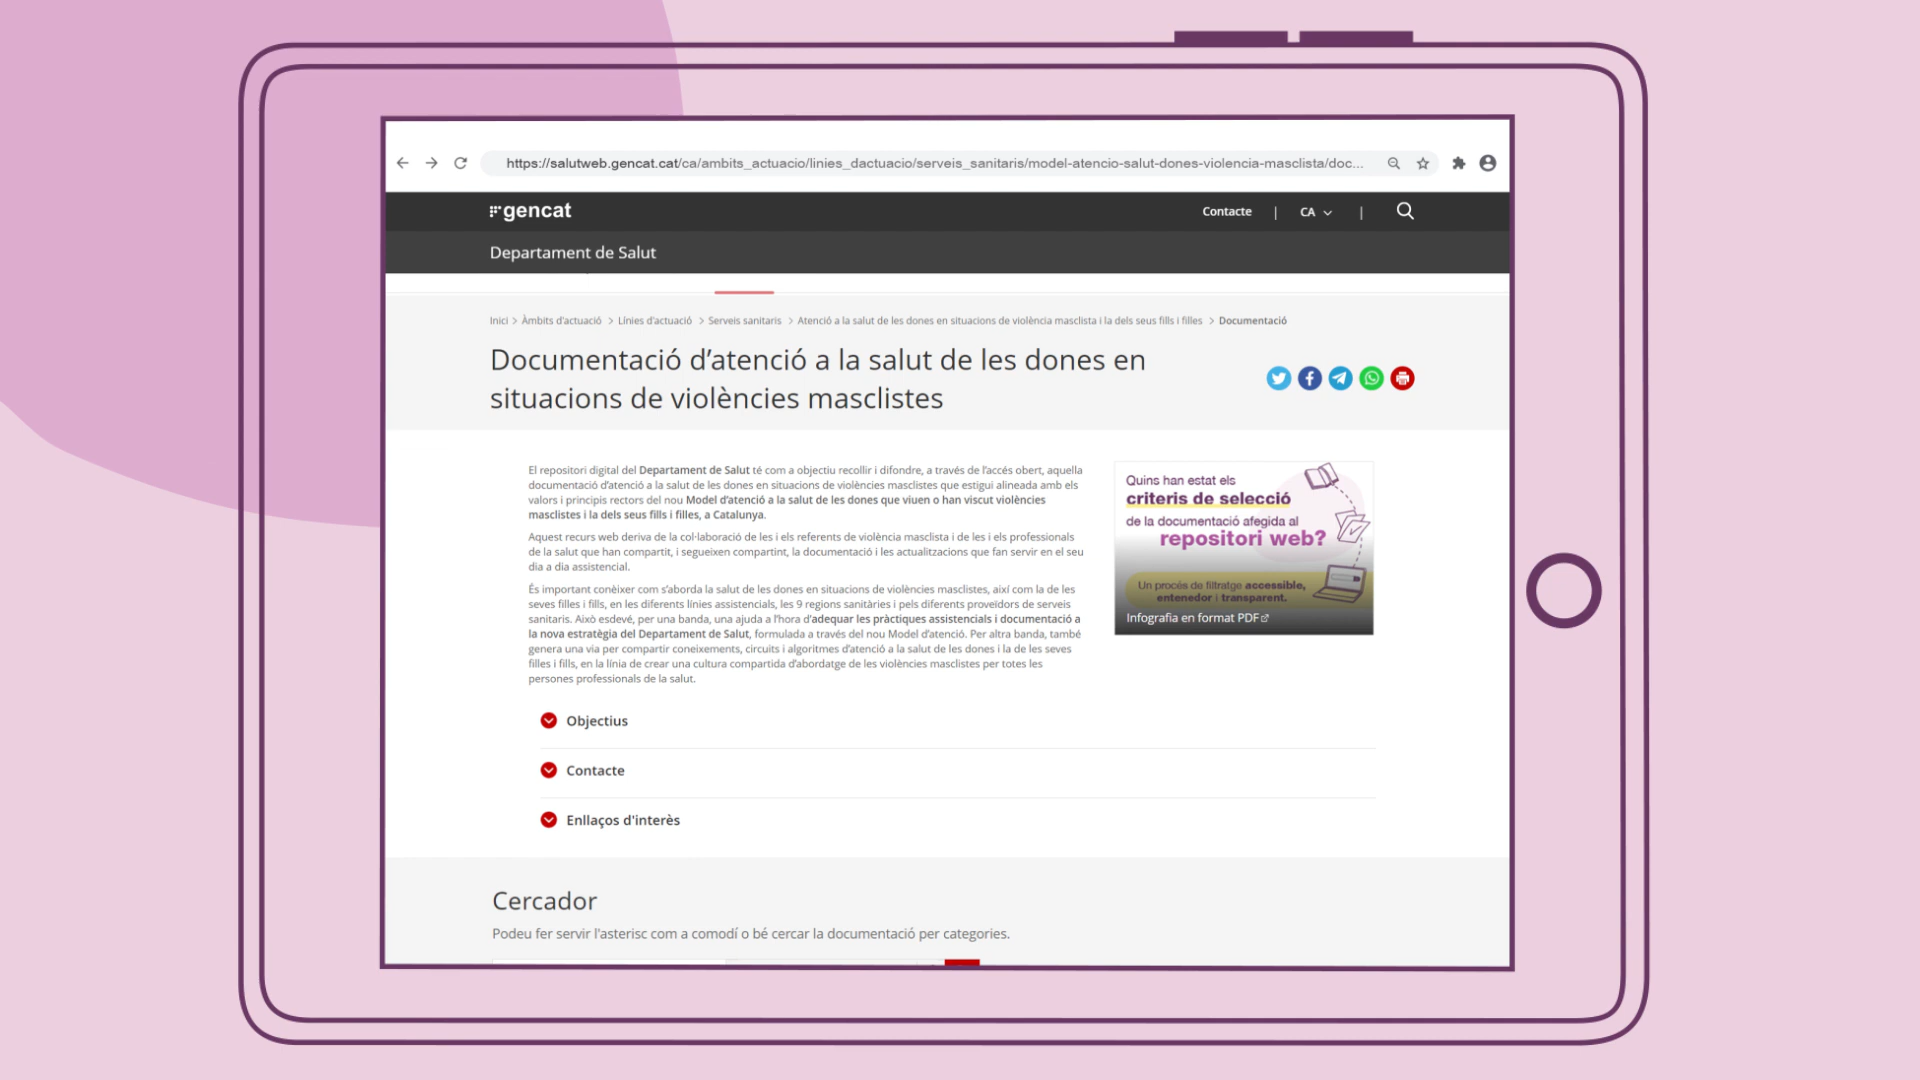 https://salutweb.gencat.cat/ca/ambits_actuacio/linies_dactuacio/serveis_sanitaris/model-atencio-salut-dones-violencia-masclista/doc...
gencat
Contacte | CA |
Departament de Salut
Inici > Àmbits d'actuació > Línies d'actuació > Serveis sanitaris > Atenció a la salut de les dones en situacions de violència masclista i la dels seus fills i filles > Documentació
Documentació d’atenció a la salut de les dones en
situacions de violències masclistes
El repositori digital del Departament de Salut té com a objectiu recollir i difondre, a través de l’accés obert, aquella
documentació d’atenció a la salut de les dones en situacions de violències masclistes que estigui alineada amb els
valors i principis rectors del nou Model d’atenció a la salut de les dones que viuen o han viscut violències
masclistes i la dels seus fills i filles, a Catalunya.
Aquest recurs web deriva de la col·laboració de les i els referents de violència masclista i de les i els professionals
de la salut que han compartit, i segueixen compartint, la documentació i les actualitzacions que fan servir en el seu
dia a dia assistencial.
És important conèixer com s’aborda la salut de les dones en situacions de violències masclistes, així com la de les
seves filles i fills, en les diferents línies assistencials, les 9 regions sanitàries i pels diferents proveïdors de serveis
sanitaris. Això esdevé, per una banda, una ajuda a l’hora d’adequar les pràctiques assistencials i documentació a
la nova estratègia del Departament de Salut, formulada a través del nou Model d’atenció. Per altra banda, també
genera una via per compartir coneixements, circuits i algoritmes d’atenció a la salut de les dones i la de les seves
filles i fills, en la línia de crear una cultura compartida d’abordatge de les violències masclistes per totes les
persones professionals de la salut.
Quins han estat els
criteris de selecció
de la documentació afegida al
repositori web?
Un procés de filtratge accessible,
entenedor i transparent.
Infografia en format PDF
Objectius
Contacte
Enllaços d'interès
Cercador
Podeu fer servir l'asterisc com a comodí o bé cercar la documentació per categories.